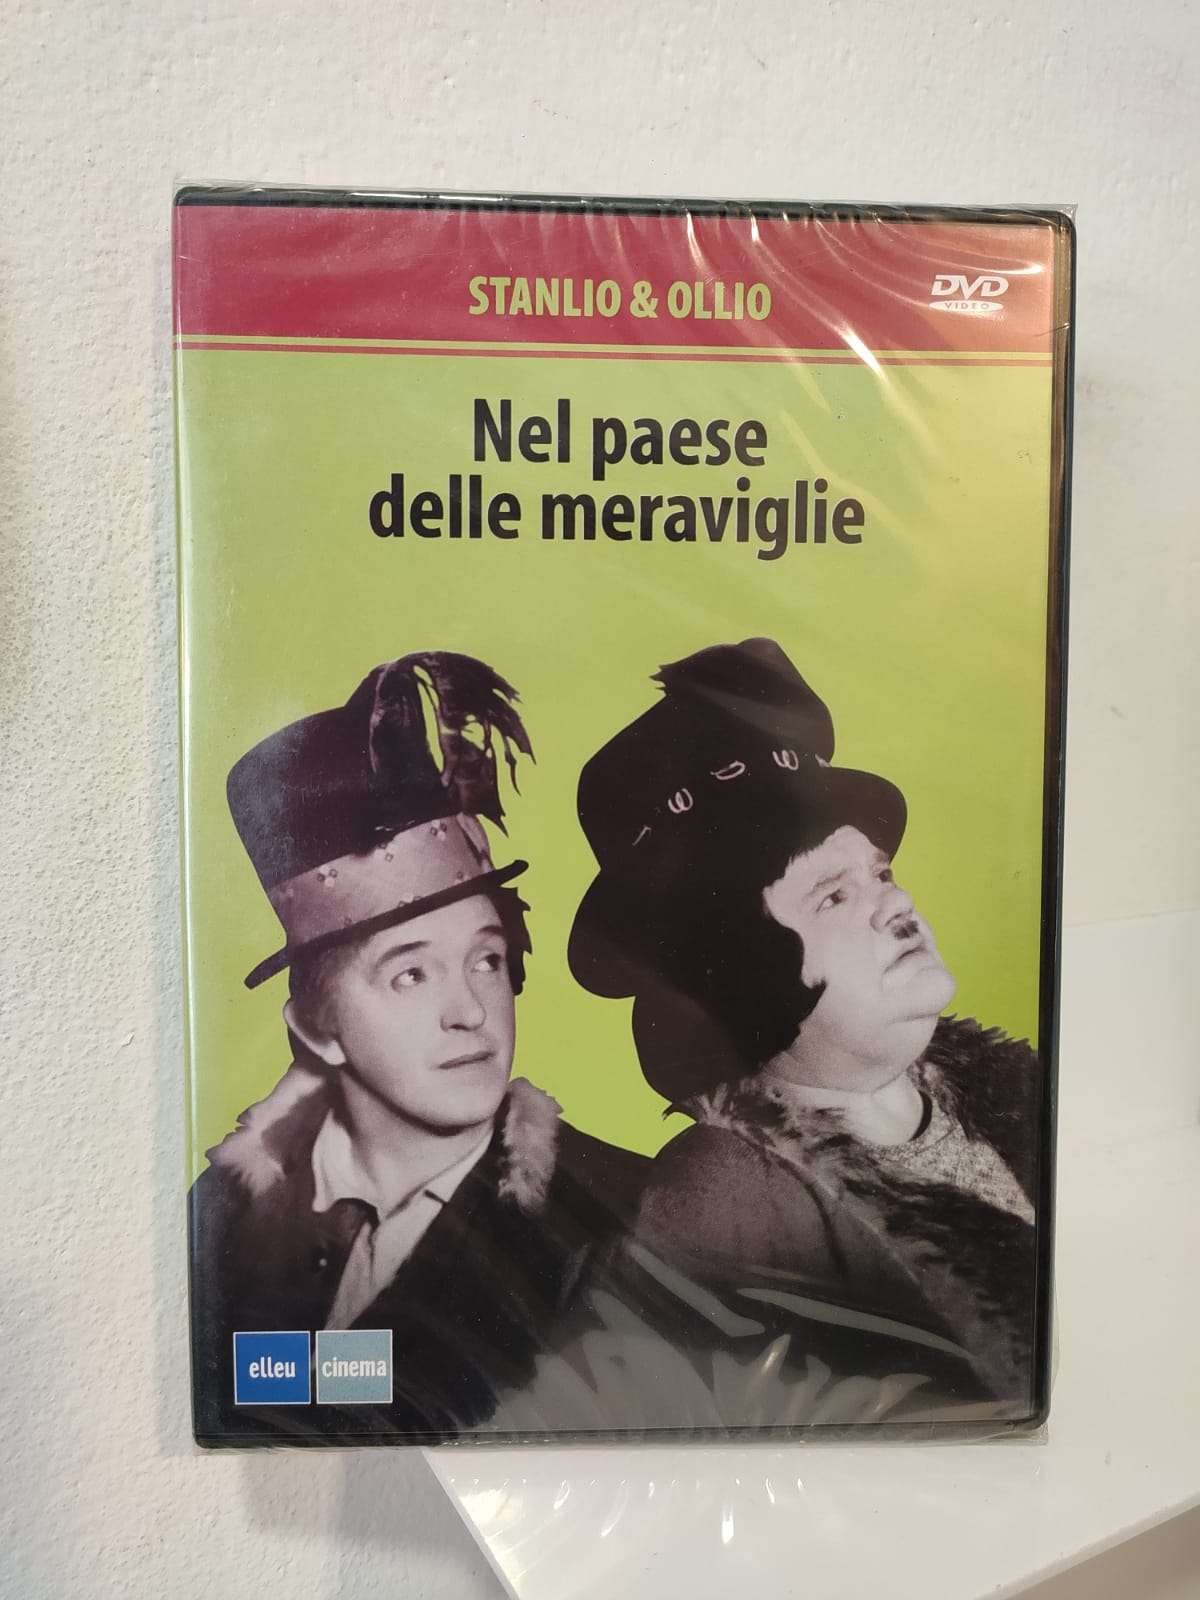 STANLIO & OLLIO
DVD
VIDEO
Nel paese
delle meraviglie
elleu cinema